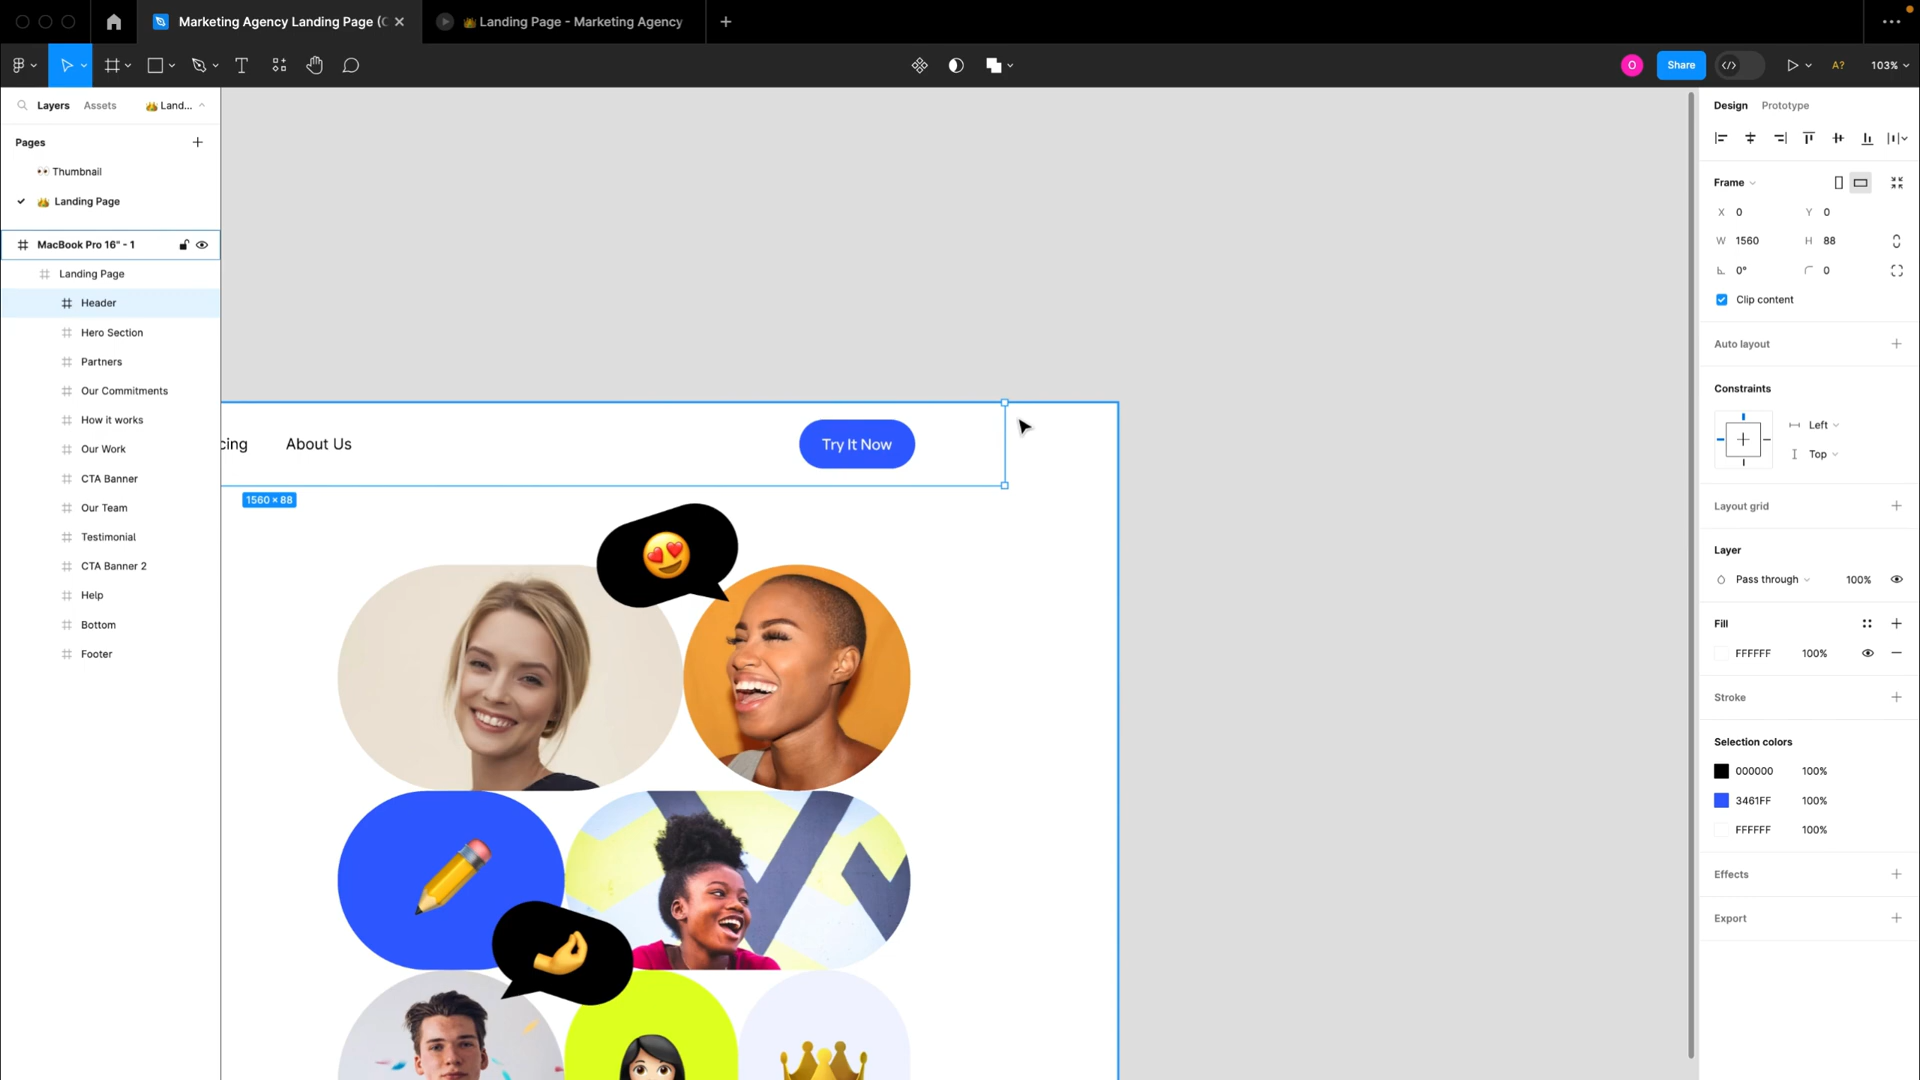 Marketing Agency Landing Page (C
Landing Page - Marketing Agency
Share
A?
103%
O
Layers
Assets
Land...
Pages
Thumbnail
Landing Page
MacBook Pro 16" - 1
Landing Page
Header
Hero Section
Partners
Our Commitments
How it works
Our Work
CTA Banner
Our Team
Testimonial
CTA Banner 2
Help
Bottom
Footer
cing
About Us
Try It Now
1560 × 88
Design
Prototype
Frame
X 0
Y 0
W 1560
H 88
0°
0
Clip content
Auto layout
Constraints
Left
Top
Layout grid
Layer
Pass through
100%
Fill
FFFFFF 100%
Stroke
Selection colors
000000 100%
3461FF 100%
FFFFFF 100%
Effects
Export